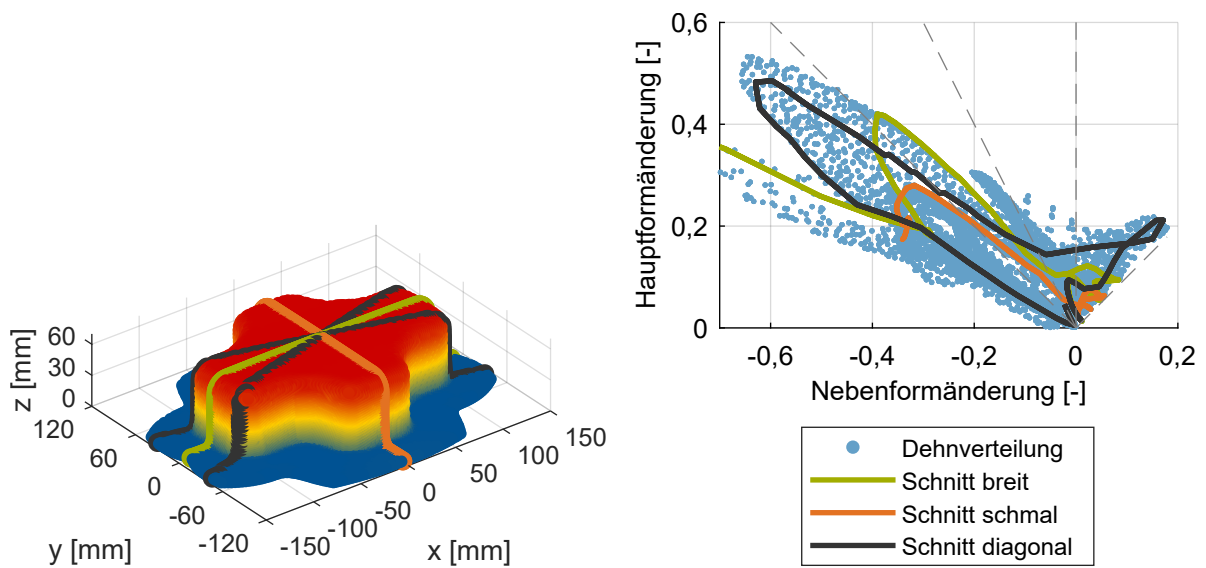 z [mm]
60
30
0
120
60
0
-60
-120
y [mm]
-150
-100
-50
0
50
100
150
x [mm]
Hauptformänderung [-]
0,6
0,4
0,2
0
-0,6
-0,4
-0,2
0
0,2
Nebenformänderung [-]
Dehnverteilung
Schnitt breit
Schnitt schmal
Schnitt diagonal